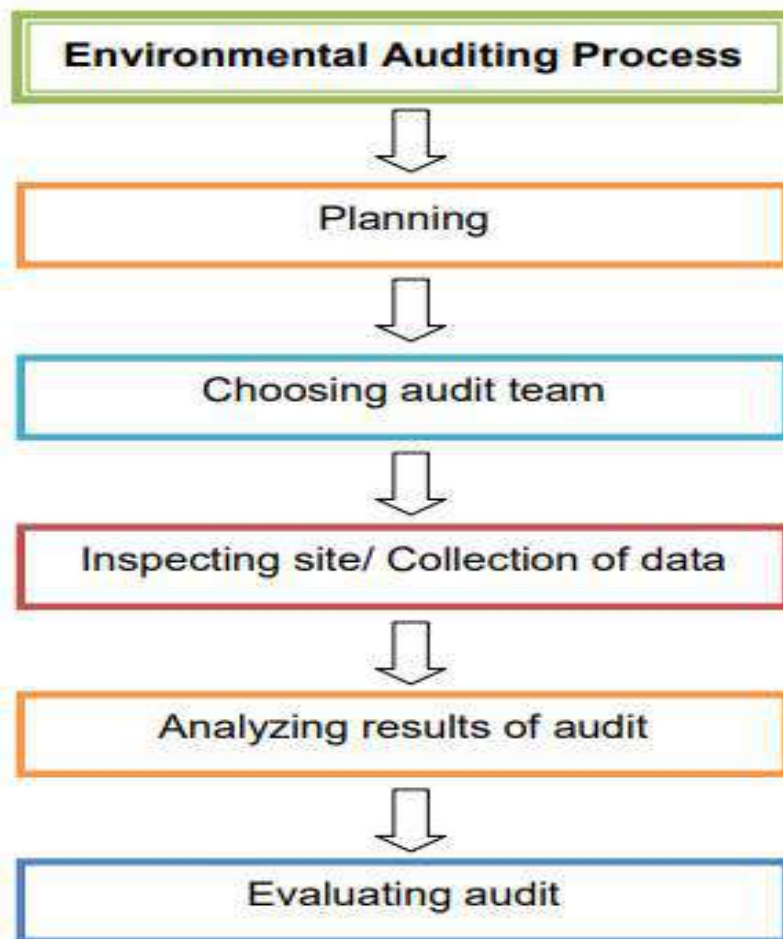 Environmental Auditing Process
Planning
Choosing audit team
Inspecting site/ Collection of data
Analyzing results of audit
Evaluating audit